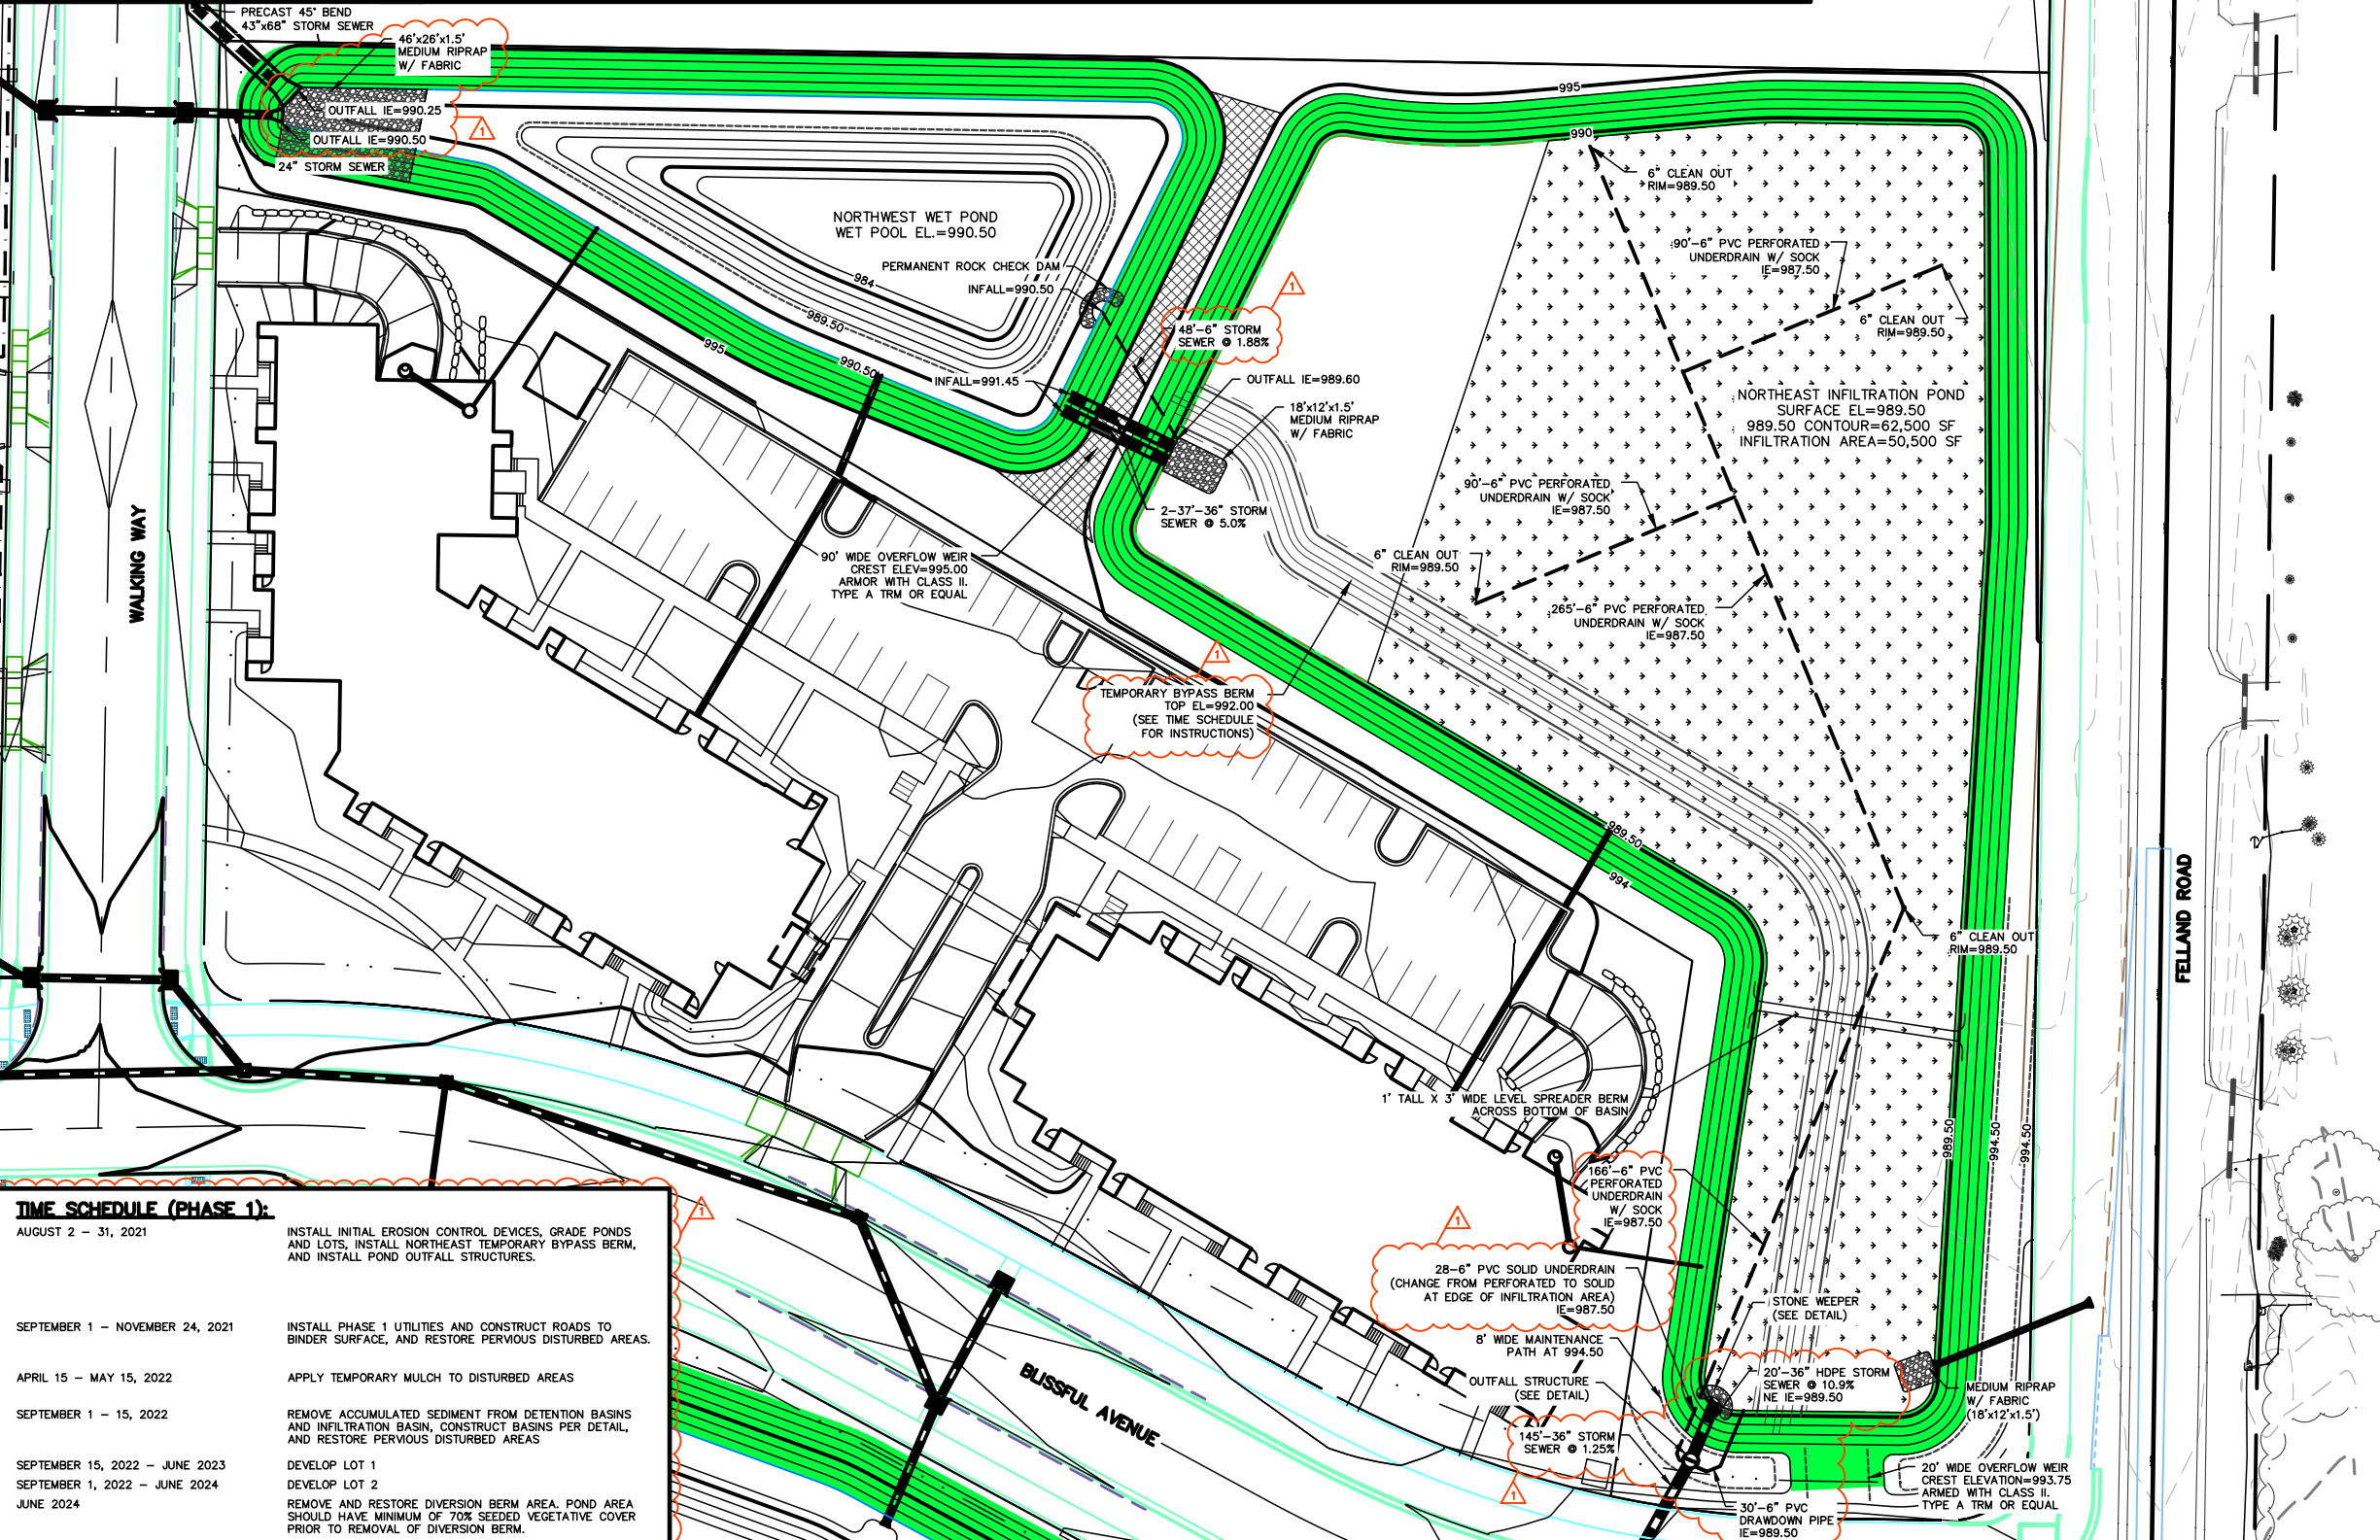 PRECAST 45° BEND
43"x68" STORM SEWER
46'x26'x1.5'
MEDIUM RIPRAP
W/ FABRIC
OUTFALL IE=990.25
OUTFALL IE=990.50
24" STORM SEWER
1
NORTHWEST WET POND
WET POOL EL.=990.50
PERMANENT ROCK CHECK DAM
INFALL=990.50
984
989.50
995
990.50
INFALL=991.45
48'-6" STORM
SEWER @ 1.88%
1
OUTFALL IE=989.60
18'x12'x1.5'
MEDIUM RIPRAP
W/ FABRIC
2-37'-36" STORM
SEWER @ 5.0%
90' WIDE OVERFLOW WEIR
CREST ELEV=995.00
ARMOR WITH CLASS II.
TYPE A TRM OR EQUAL
995
990
6" CLEAN OUT
RIM=989.50
90'-6" PVC PERFORATED
UNDERDRAIN W/ SOCK
IE=987.50
6" CLEAN OUT
RIM=989.50
NORTHEAST INFILTRATION POND
SURFACE EL=989.50
989.50 CONTOUR=62,500 SF
INFILTRATION AREA=50,500 SF
90'-6" PVC PERFORATED
UNDERDRAIN W/ SOCK
IE=987.50
6" CLEAN OUT
RIM=989.50
265'-6" PVC PERFORATED
UNDERDRAIN W/ SOCK
IE=987.50
WALKING WAY
1
TEMPORARY BYPASS BERM
TOP EL=992.00
(SEE TIME SCHEDULE
FOR INSTRUCTIONS)
989.50
994
6" CLEAN OUT
RIM=989.50
FELLAND ROAD
1' TALL X 3' WIDE LEVEL SPREADER BERM
ACROSS BOTTOM OF BASIN
989.50
994.50
994.50
166'-6" PVC
PERFORATED
UNDERDRAIN
W/ SOCK
IE=987.50
1
28-6" PVC SOLID UNDERDRAIN
(CHANGE FROM PERFORATED TO SOLID
AT EDGE OF INFILTRATION AREA)
IE=987.50
STONE WEEPER
(SEE DETAIL)
8' WIDE MAINTENANCE
PATH AT 994.50
OUTFALL STRUCTURE
(SEE DETAIL)
20'-36" HDPE STORM
SEWER @ 10.9%
NE IE=989.50
MEDIUM RIPRAP
W/ FABRIC
(18'x12'x1.5')
145'-36" STORM
SEWER @ 1.25%
1
20' WIDE OVERFLOW WEIR
CREST ELEVATION=993.75
ARMED WITH CLASS II.
TYPE A TRM OR EQUAL
30'-6" PVC
DRAWDOWN PIPE
IE=989.50
BLISSFUL AVENUE
1
TIME SCHEDULE (PHASE 1):
AUGUST 2 - 31, 2021 INSTALL INITIAL EROSION CONTROL DEVICES, GRADE PONDS
AND LOTS, INSTALL NORTHEAST TEMPORARY BYPASS BERM,
AND INSTALL POND OUTFALL STRUCTURES.
SEPTEMBER 1 - NOVEMBER 24, 2021 INSTALL PHASE 1 UTILITIES AND CONSTRUCT ROADS TO
BINDER SURFACE, AND RESTORE PERVIOUS DISTURBED AREAS.
APRIL 15 - MAY 15, 2022 APPLY TEMPORARY MULCH TO DISTURBED AREAS
SEPTEMBER 1 - 15, 2022 REMOVE ACCUMULATED SEDIMENT FROM DETENTION BASINS
AND INFILTRATION BASIN, CONSTRUCT BASINS PER DETAIL,
AND RESTORE PERVIOUS DISTURBED AREAS
SEPTEMBER 15, 2022 - JUNE 2023 DEVELOP LOT 1
SEPTEMBER 1, 2022 - JUNE 2024 DEVELOP LOT 2
JUNE 2024 REMOVE AND RESTORE DIVERSION BERM AREA. POND AREA
SHOULD HAVE MINIMUM OF 70% SEEDED VEGETATIVE COVER
PRIOR TO REMOVAL OF DIVERSION BERM.